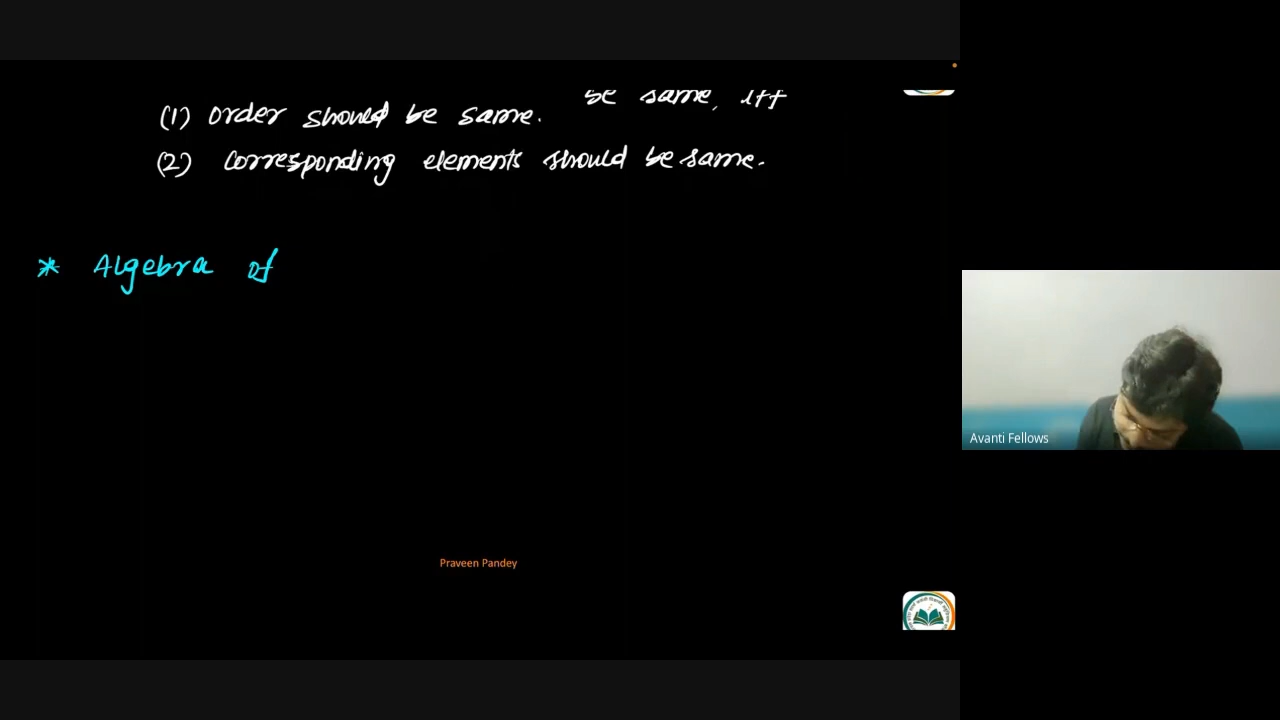 be same, iff
(1) Order should be same.
(2) Corresponding elements should be same.
* Algebra of
Avanti Fellows
Praveen Pandey